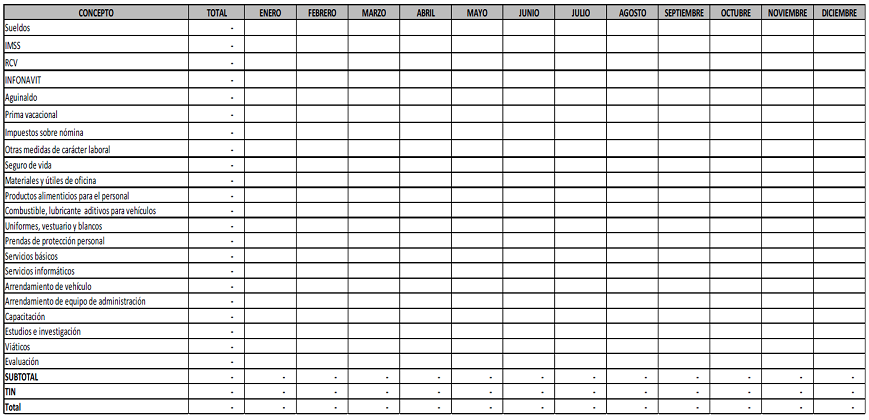 CONCEPTO TOTAL ENERO FEBRERO MARZO ABRIL MAYO JUNIO JULIO AGOSTO SEPTIEMBRE OCTUBRE NOVIEMBRE DICIEMBRE
Sueldos -
IMSS -
RCV -
INFONAVIT -
Aguinaldo -
Prima vacacional -
Impuestos sobre nómina -
Otras medidas de carácter laboral -
Seguro de vida -
Materiales y útiles de oficina -
Productos alimenticios para el personal -
Combustible, lubricante aditivos para vehículos -
Uniformes, vestuario y blancos -
Prendas de protección personal -
Servicios básicos -
Servicios informáticos -
Arrendamiento de vehículo -
Arrendamiento de equipo de administración -
Capacitación -
Estudios e investigación -
Viáticos -
Evaluación -
SUBTOTAL - - - - - - - - - - - - -
TIN - - - - - - - - - - - - -
Total - - - - - - - - - - - - -